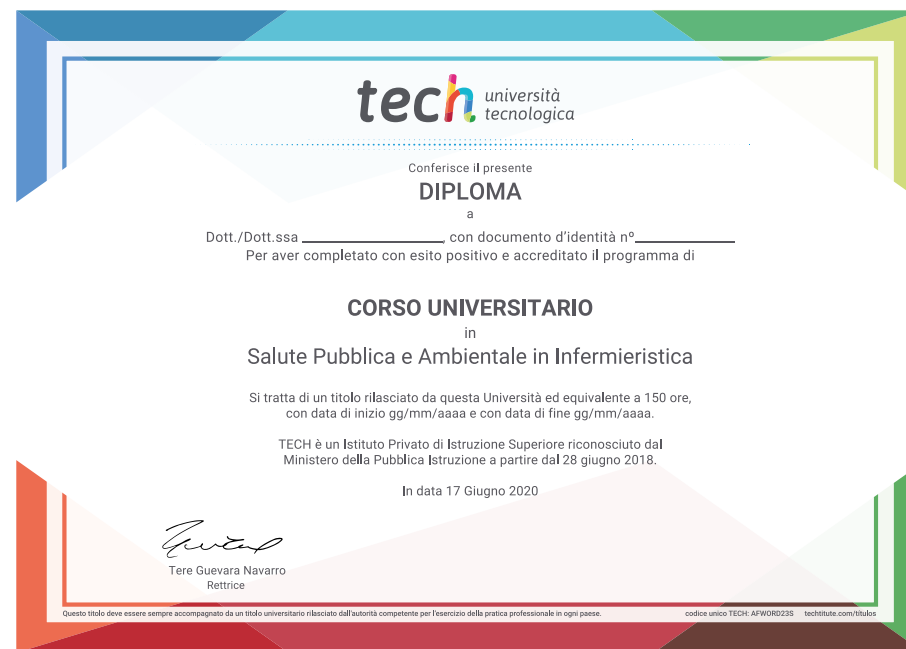 tech università
tecnologica
Conferisce il presente
DIPLOMA
a
Dott./Dott.ssa ____________________, con documento d'identità nº______________
Per aver completato con esito positivo e accreditato il programma di
CORSO UNIVERSITARIO
in
Salute Pubblica e Ambientale in Infermieristica
Si tratta di un titolo rilasciato da questa Università ed equivalente a 150 ore,
con data di inizio gg/mm/aaaa e con data di fine gg/mm/aaaa.
TECH è un Istituto Privato di Istruzione Superiore riconosciuto dal
Ministero della Pubblica Istruzione a partire dal 28 giugno 2018.
In data 17 Giugno 2020
Tere Guevara Navarro
Rettrice
Questo titolo deve essere sempre accompagnato da un titolo universitario rilasciato dall'autorità competente per l'esercizio della pratica professionale in ogni paese. codice unico TECH: AFWORD23S techtitute.com/titulos